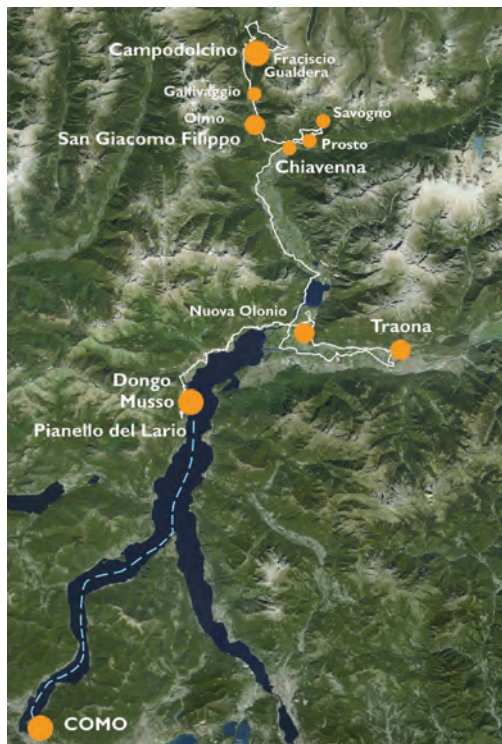 Campodolcino
Fraciscio
Gualdera
Gallivaggio
Olmo
San Giacomo Filippo
Savogno
Prosto
Chiavenna
Nuova Olonio
Traona
Dongo
Musso
Pianello del Lario
COMO